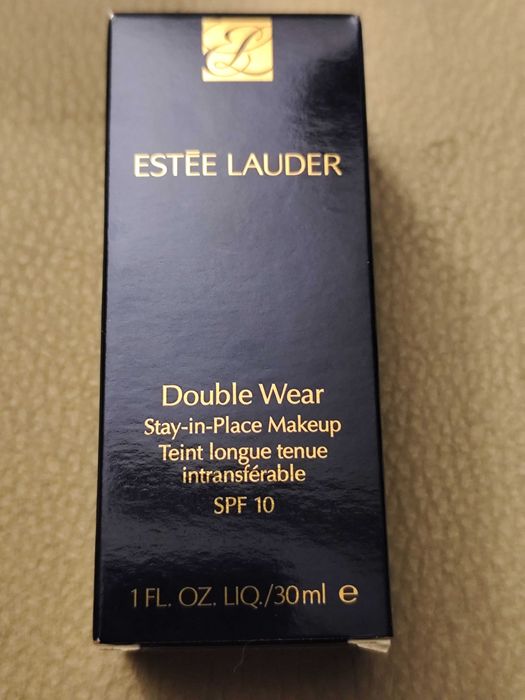 ESTĒE LAUDER
Double Wear
Stay-in-Place Makeup
Teint longue tenue
intransférable
SPF 10
1 FL. OZ. LIQ./30ml e